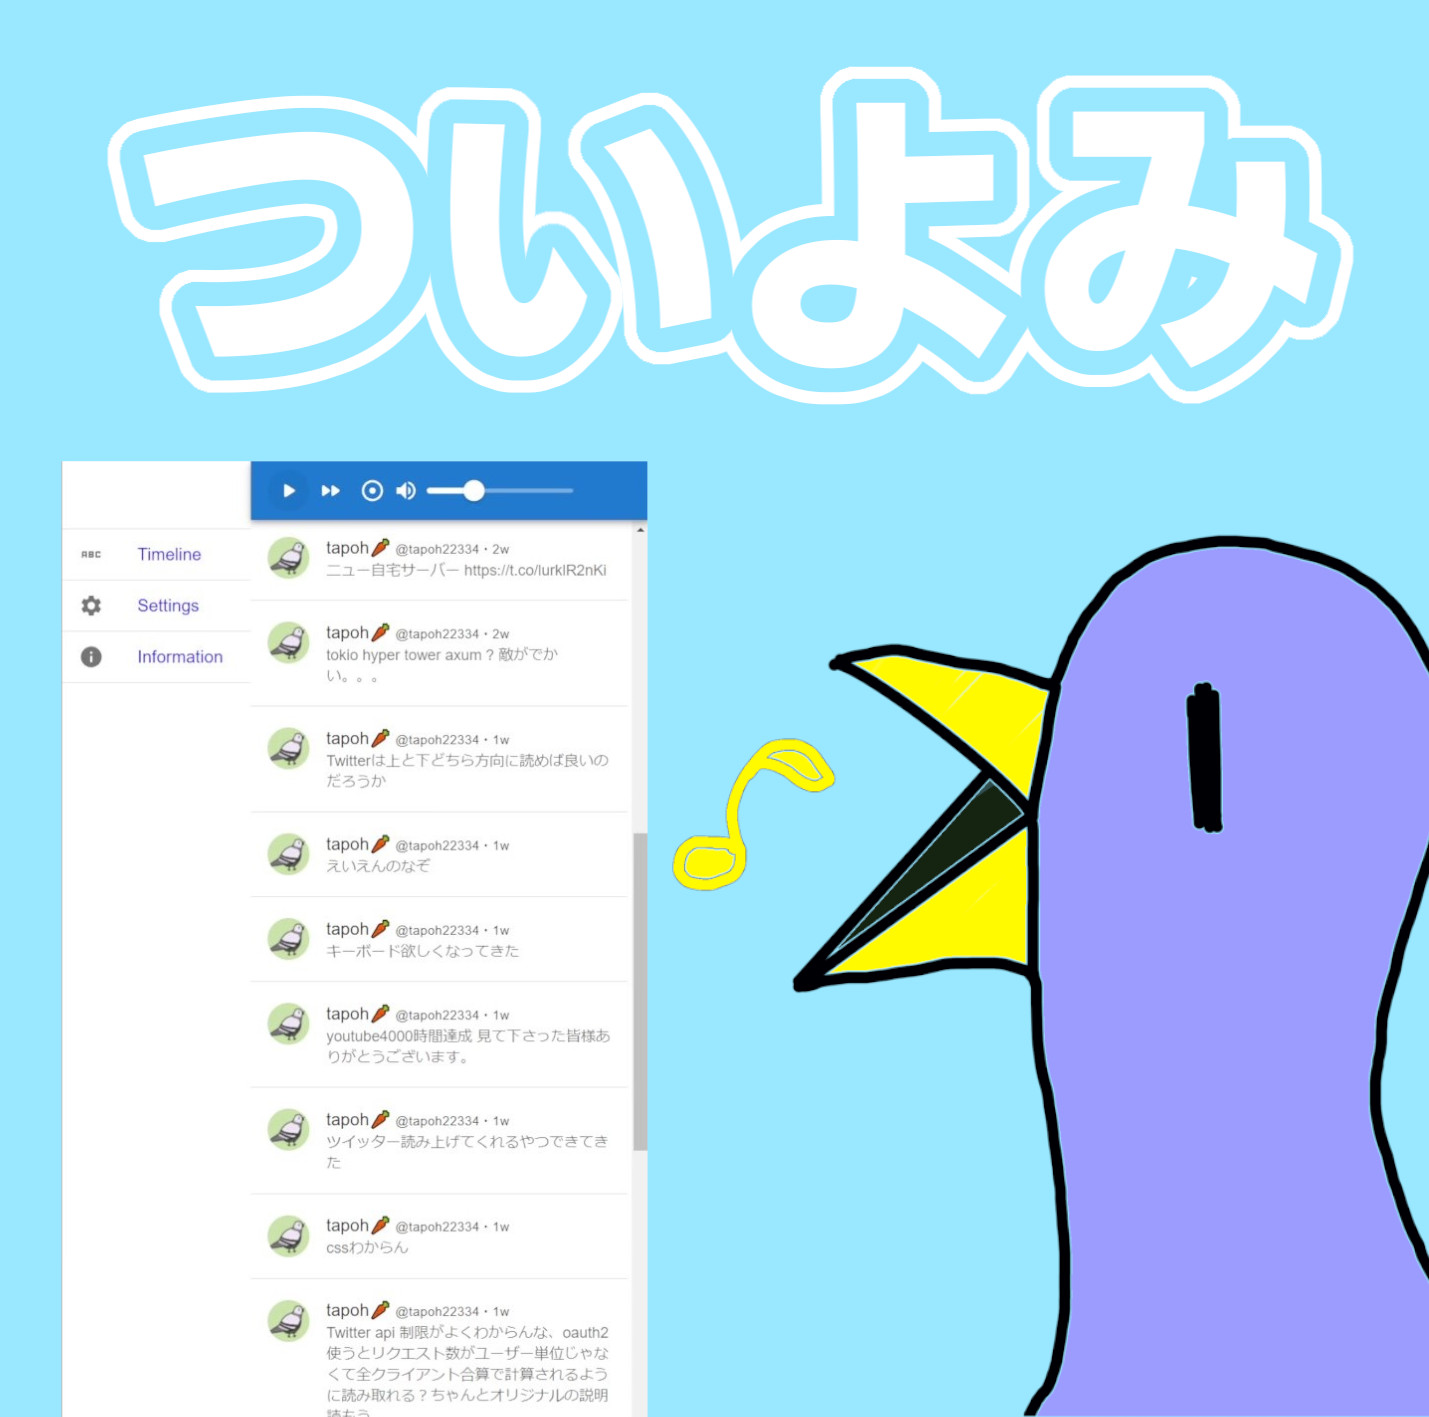 ついよみ
ABC Timeline
Settings
Information
tapoh @tapoh22334・2w
ニュー自宅サーバー https://t.co/lurklR2nKi
tapoh @tapoh22334・2w
tokio hyper tower axum ? 敵がでか
い。。。
tapoh @tapoh22334・1w
Twitterは上と下どちら方向に読めば良いの
だろうか
tapoh @tapoh22334・1w
えいえんのなぞ
tapoh @tapoh22334・1w
キーボード欲しくなってきた
tapoh @tapoh22334・1w
youtube4000時間達成 見て下さった皆様あ
りがとうございます。
tapoh @tapoh22334・1w
ツイッター読み上げてくれるやつできてき
た
tapoh @tapoh22334・1w
cssわからん
tapoh @tapoh22334・1w
Twitter api 制限がよくわからんな、oauth2
使うとリクエスト数がユーザー単位じゃな
くて全クライアント合算で計算されるよう
に読み取れる？ちゃんとオリジナルの説明
読もう